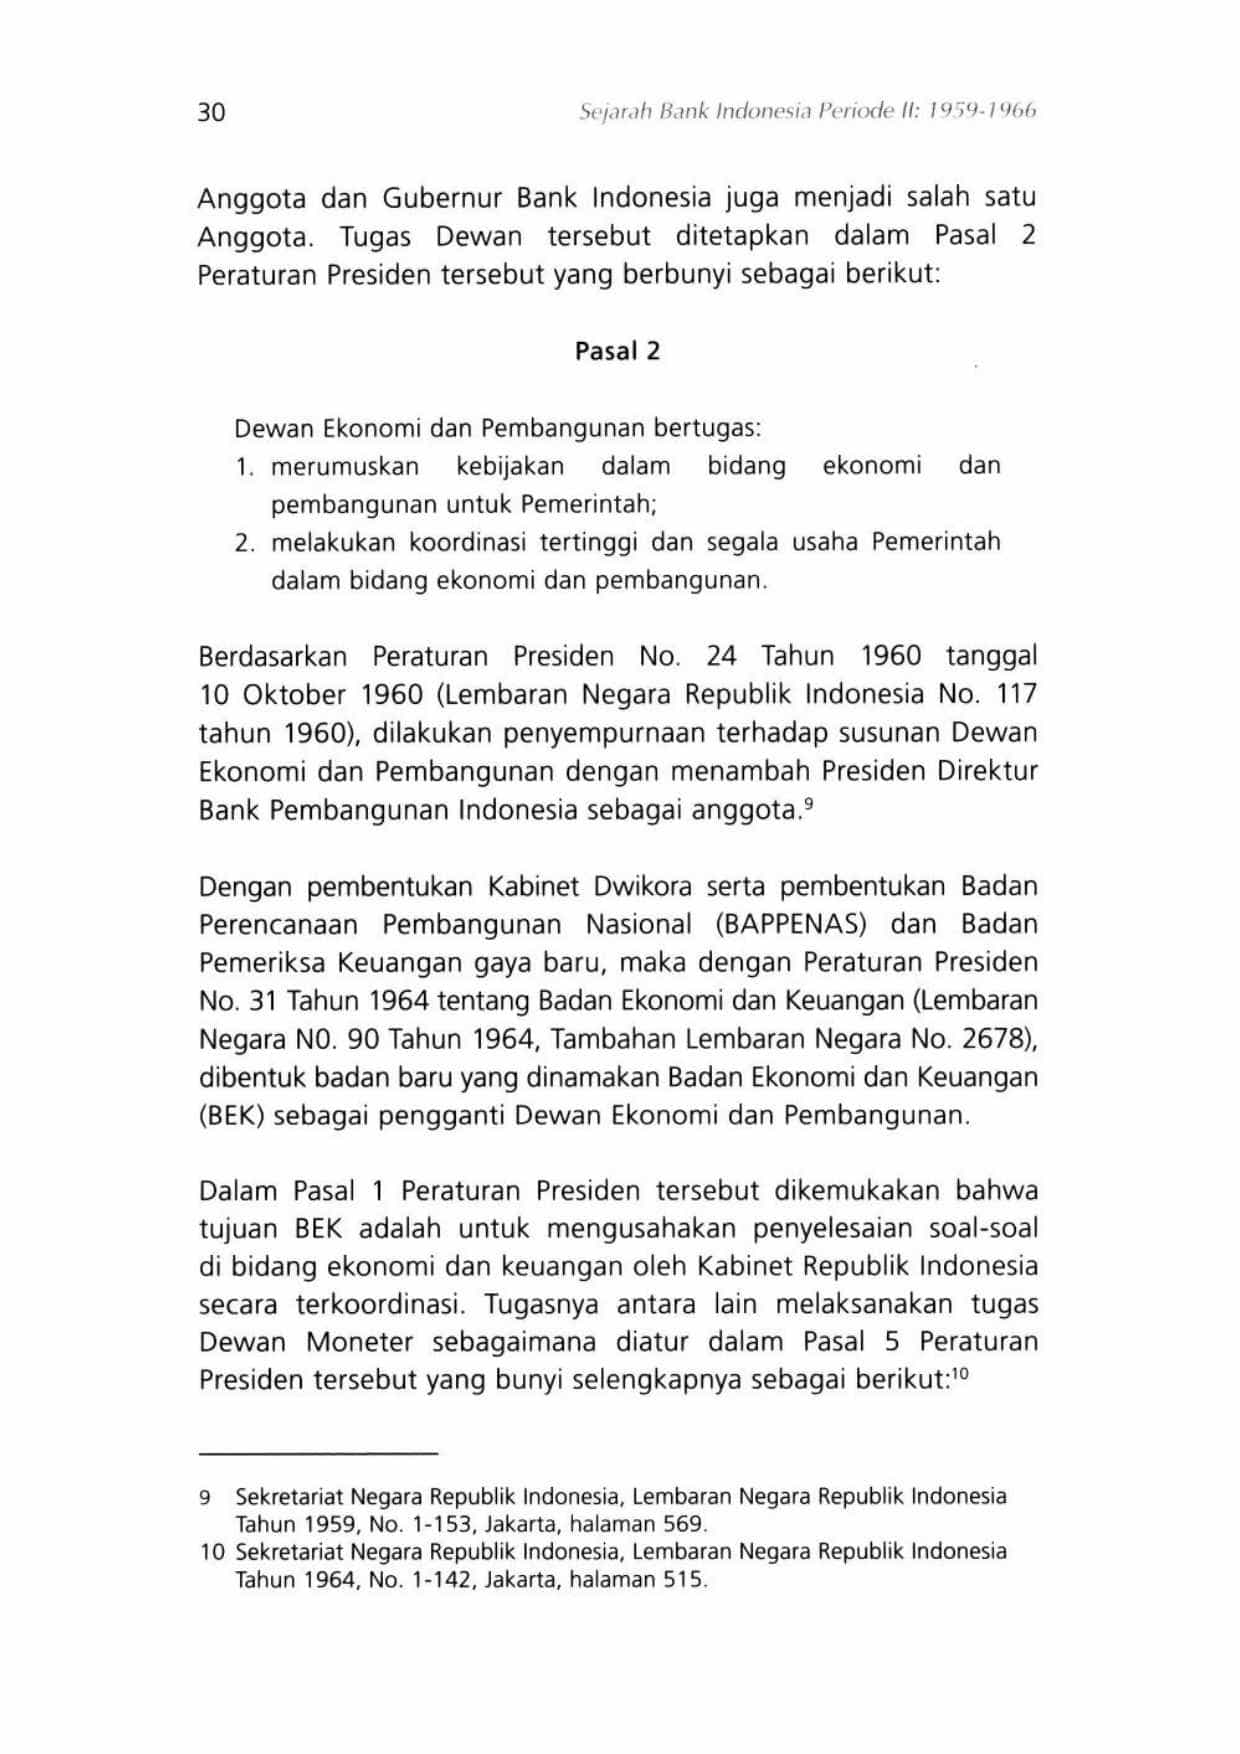 30
Sejarah Bank Indonesia Periode II: 1959-1966
Anggota dan Gubernur Bank Indonesia juga menjadi salah satu
Anggota. Tugas Dewan tersebut ditetapkan dalam Pasal 2
Peraturan Presiden tersebut yang berbunyi sebagai berikut:
Pasal 2
Dewan Ekonomi dan Pembangunan bertugas:
1. merumuskan kebijakan dalam bidang ekonomi dan
pembangunan untuk Pemerintah;
2. melakukan koordinasi tertinggi dan segala usaha Pemerintah
dalam bidang ekonomi dan pembangunan.
Berdasarkan Peraturan Presiden No. 24 Tahun 1960 tanggal
10 Oktober 1960 (Lembaran Negara Republik Indonesia No. 117
tahun 1960), dilakukan penyempurnaan terhadap susunan Dewan
Ekonomi dan Pembangunan dengan menambah Presiden Direktur
Bank Pembangunan Indonesia sebagai anggota.⁹
Dengan pembentukan Kabinet Dwikora serta pembentukan Badan
Perencanaan Pembangunan Nasional (BAPPENAS) dan Badan
Pemeriksa Keuangan gaya baru, maka dengan Peraturan Presiden
No. 31 Tahun 1964 tentang Badan Ekonomi dan Keuangan (Lembaran
Negara N0. 90 Tahun 1964, Tambahan Lembaran Negara No. 2678),
dibentuk badan baru yang dinamakan Badan Ekonomi dan Keuangan
(BEK) sebagai pengganti Dewan Ekonomi dan Pembangunan.
Dalam Pasal 1 Peraturan Presiden tersebut dikemukakan bahwa
tujuan BEK adalah untuk mengusahakan penyelesaian soal-soal
di bidang ekonomi dan keuangan oleh Kabinet Republik Indonesia
secara terkoordinasi. Tugasnya antara lain melaksanakan tugas
Dewan Moneter sebagaimana diatur dalam Pasal 5 Peraturan
Presiden tersebut yang bunyi selengkapnya sebagai berikut:¹⁰
9 Sekretariat Negara Republik Indonesia, Lembaran Negara Republik Indonesia
Tahun 1959, No. 1-153, Jakarta, halaman 569.
10 Sekretariat Negara Republik Indonesia, Lembaran Negara Republik Indonesia
Tahun 1964, No. 1-142, Jakarta, halaman 515.